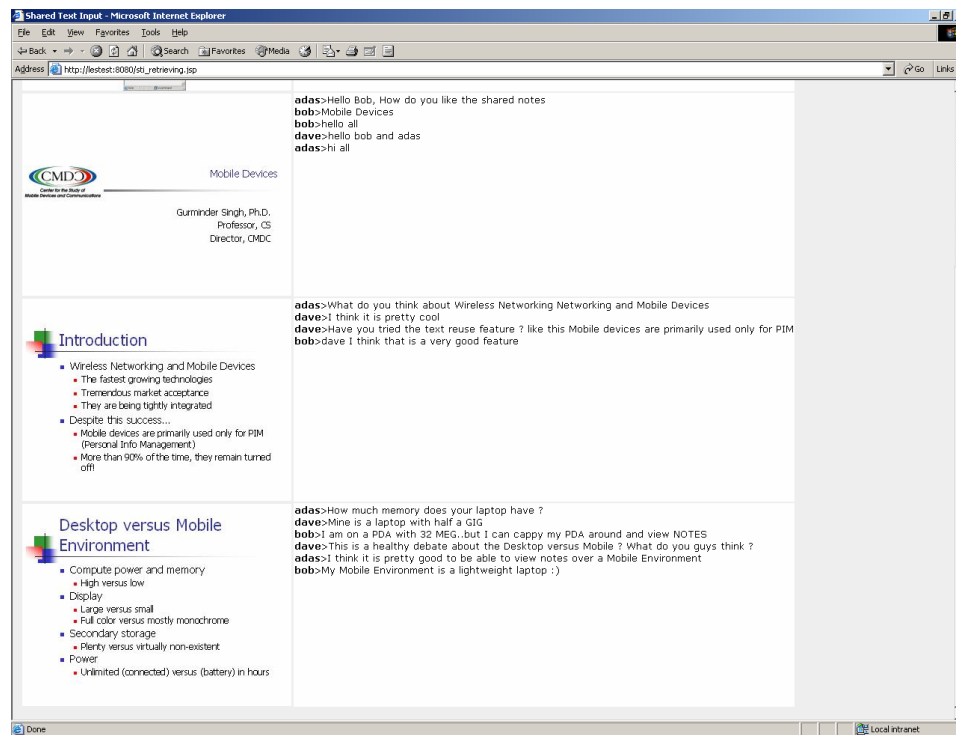 Shared Text Input - Microsoft Internet Explorer
File Edit View Favorites Tools Help
Back Search Favorites Media
Address http://lestest:8080/sti_retrieving.jsp Go Links
CMDC
Center for the Study of
Mobile Devices and Communications
Mobile Devices
Gurminder Singh, Ph.D.
Professor, CS
Director, CMDC
adas>Hello Bob, How do you like the shared notes
bob>Mobile Devices
bob>hello all
dave>hello bob and adas
adas>hi all
Introduction
Wireless Networking and Mobile Devices
The fastest growing technologies
Tremendous market acceptance
They are being tightly integrated
Despite this success...
Mobile devices are primarily used only for PIM
(Personal Info Management)
More than 90% of the time, they remain turned
off!
adas>What do you think about Wireless Networking Networking and Mobile Devices
dave>I think it is pretty cool
dave>Have you tried the text reuse feature ? like this Mobile devices are primarily used only for PIM
bob>dave I think that is a very good feature
Desktop versus Mobile
Environment
Compute power and memory
High versus low
Display
Large versus small
Full color versus mostly monochrome
Secondary storage
Plenty versus virtually non-existent
Power
Unlimited (connected) versus (battery) in hours
adas>How much memory does your laptop have ?
dave>Mine is a laptop with half a GIG
bob>I am on a PDA with 32 MEG..but I can cappy my PDA around and view NOTES
dave>This is a healthy debate about the Desktop versus Mobile ? What do you guys think ?
adas>I think it is pretty good to be able to view notes over a Mobile Environment
bob>My Mobile Environment is a lightweight laptop :)
Done Local intranet